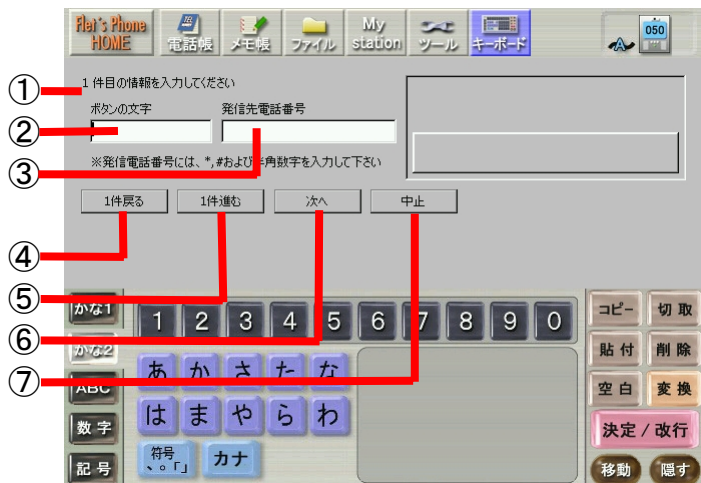 Flet's Phone HOME
電話帳
メモ帳
ファイル
My station
ツール
キーボード
050
① 1 件目の情報を入力してください
ボタンの文字 発信先電話番号
②
※発信電話番号には、*,#および半角数字を入力して下さい
③
1件戻る 1件進む 次へ 中止
④
⑤
⑥
⑦
かな1 1 2 3 4 5 6 7 8 9 0 コピー 切 取
かな2 あ か さ た な 貼 付 削 除
ABC は ま や ら わ 空 白 変 換
数 字 符号 、。「」 カナ 決定 / 改行
記 号 移動 隠す